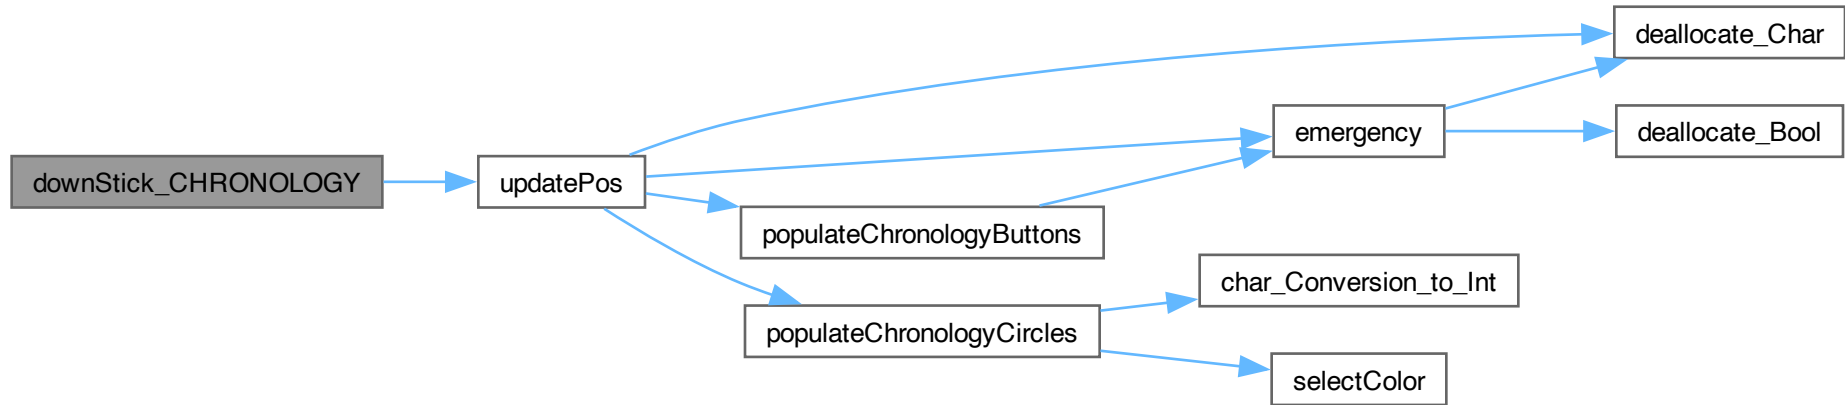 downStick_CHRONOLOGY
updatePos
deallocate_Char
emergency
deallocate_Bool
populateChronologyButtons
char_Conversion_to_Int
populateChronologyCircles
selectColor